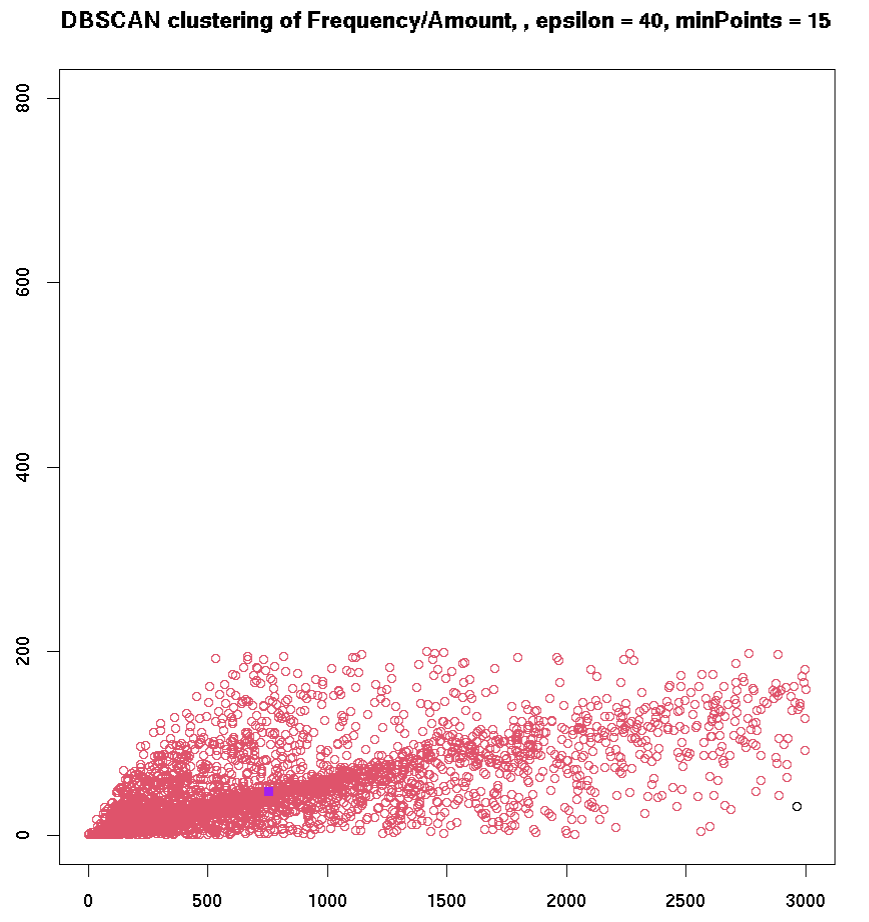 DBSCAN clustering of Frequency/Amount, , epsilon = 40, minPoints = 15
800
600
400
200
0
0 500 1000 1500 2000 2500 3000